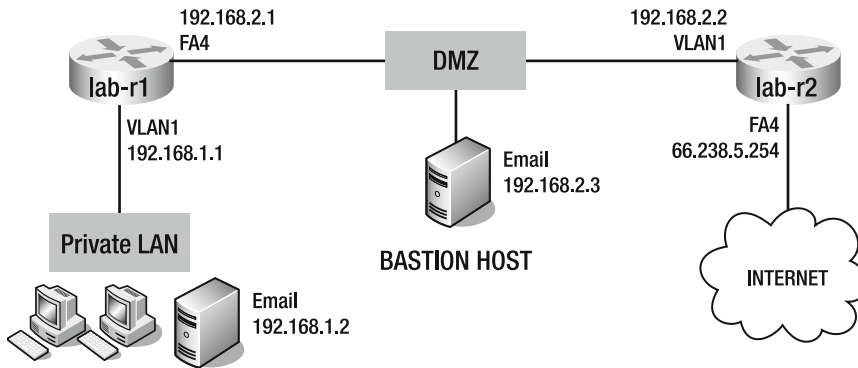 192.168.2.1
FA4
lab-r1
VLAN1
192.168.1.1
Private LAN
Email
192.168.1.2
DMZ
Email
192.168.2.3
BASTION HOST
192.168.2.2
VLAN1
lab-r2
FA4
66.238.5.254
INTERNET